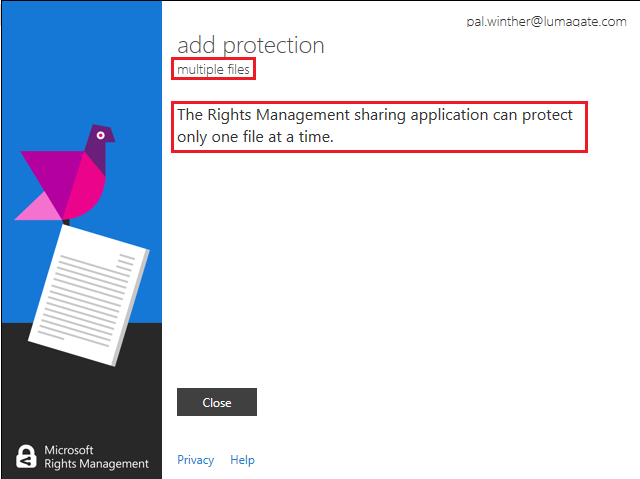 pal.winther@lumagate.com
add protection
multiple files
The Rights Management sharing application can protect
only one file at a time.
Close
Microsoft
Rights Management
Privacy Help